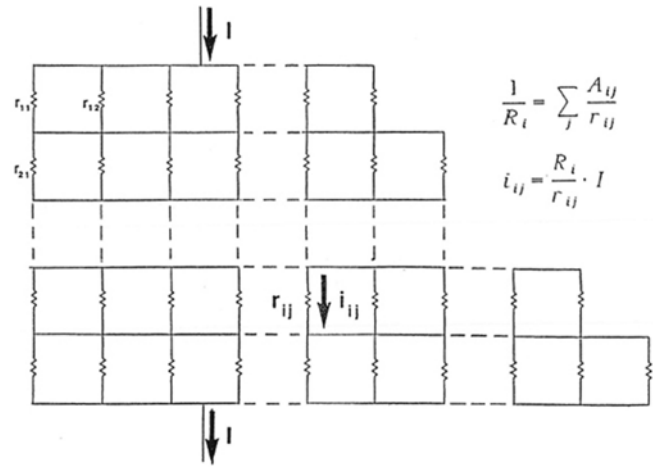 I
r₁₁
r₁₂
r₂₁
1/Rᵢ = ∑ⱼ Aᵢⱼ/rᵢⱼ
iᵢⱼ = Rᵢ/rᵢⱼ · I
rᵢⱼ
iᵢⱼ
I